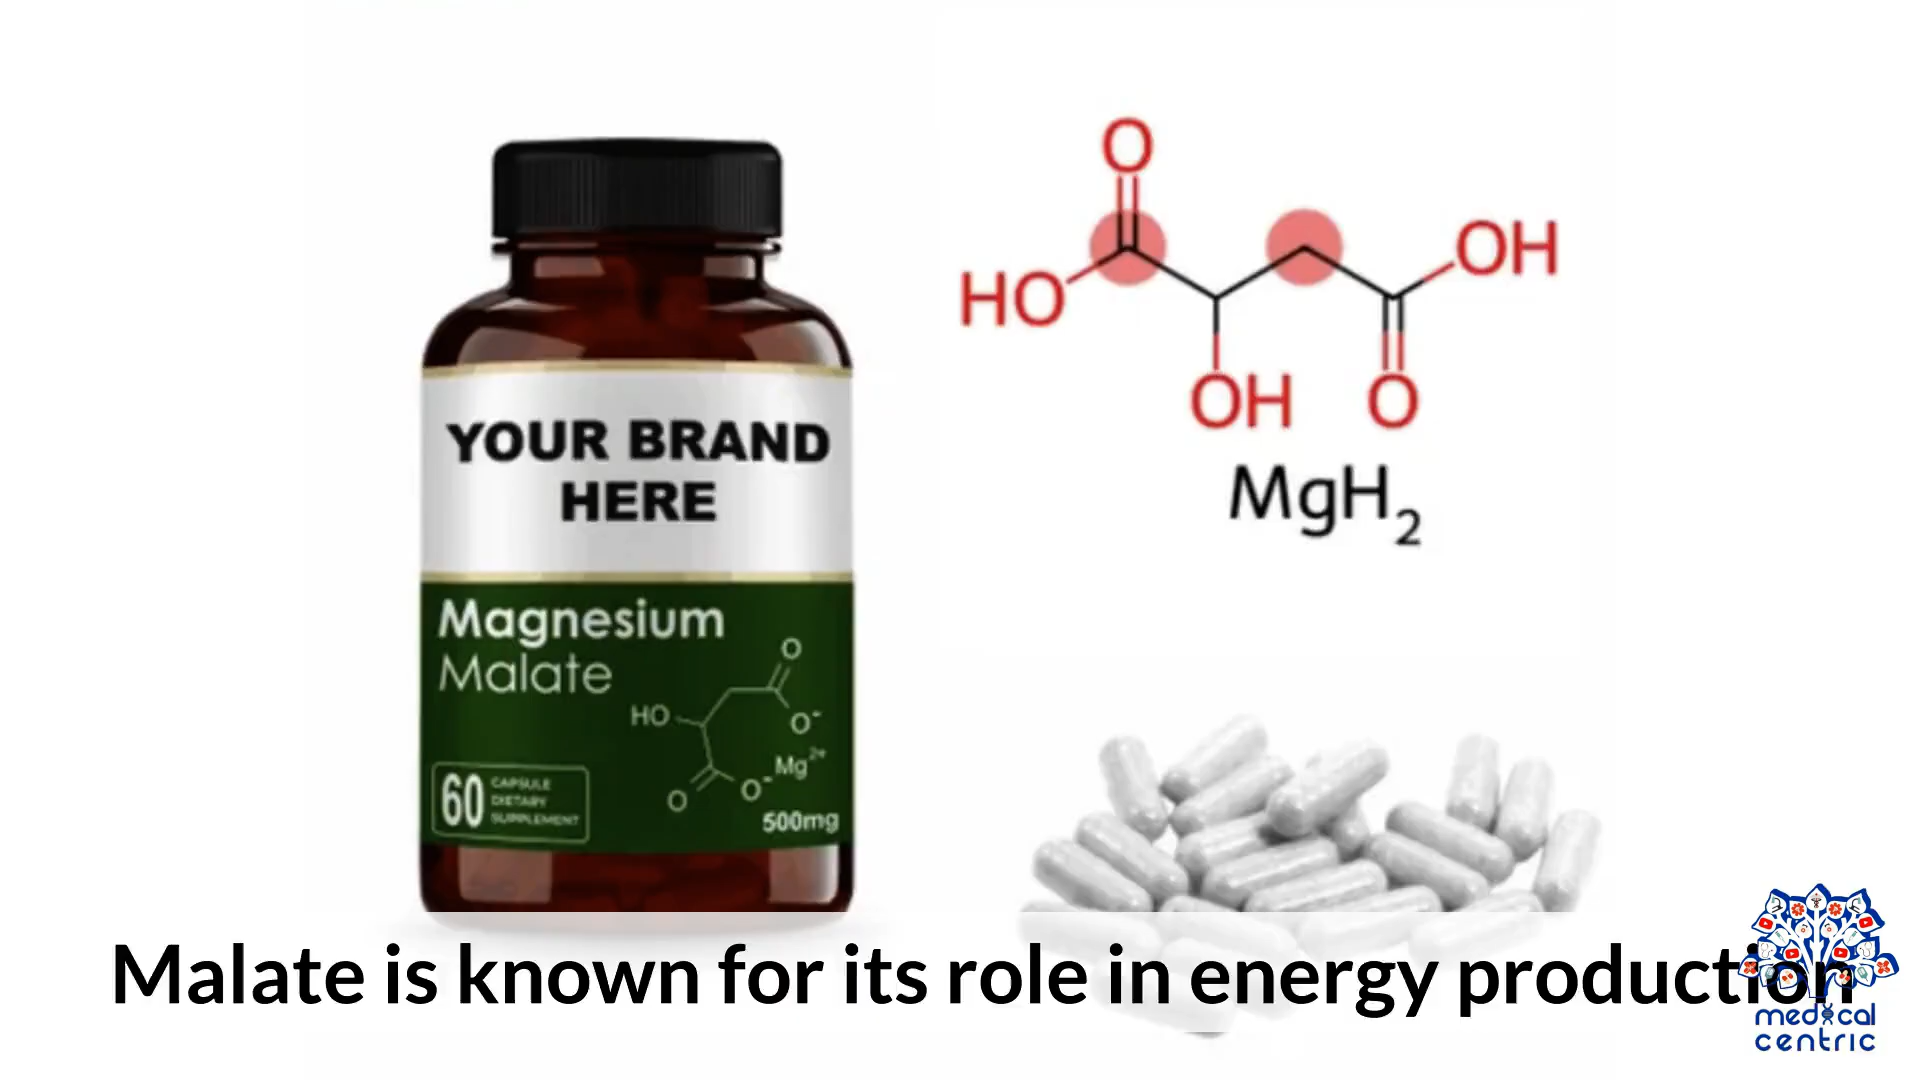 YOUR BRAND
HERE
Magnesium
Malate
HO
O
O⁻
Mg²⁺
O
O⁻
60
CAPSULE
DIETARY
SUPPLEMENT
500mg
O
HO
OH
OH
O
MgH₂
Malate is known for its role in energy production
medical
centric